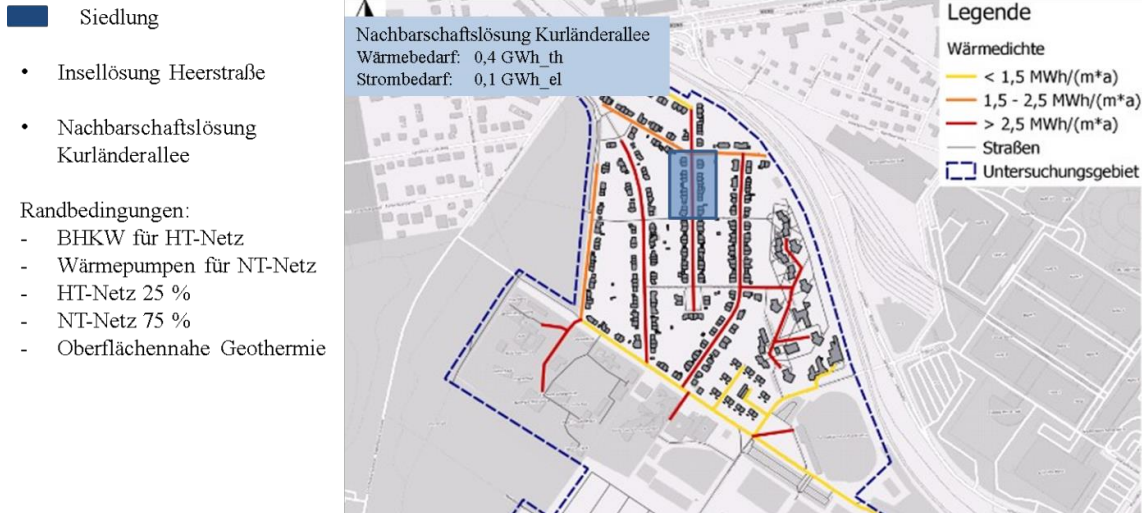 Siedlung
• Insellösung Heerstraße
• Nachbarschaftslösung
Kurländerallee
Randbedingungen:
- BHKW für HT-Netz
- Wärmepumpen für NT-Netz
- HT-Netz 25 %
- NT-Netz 75 %
- Oberflächennahe Geothermie
Nachbarschaftslösung Kurländerallee
Wärmebedarf: 0,4 GWh_th
Strombedarf: 0,1 GWh_el
Legende
Wärmedichte
< 1,5 MWh/(m*a)
1,5 - 2,5 MWh/(m*a)
> 2,5 MWh/(m*a)
Straßen
Untersuchungsgebiet